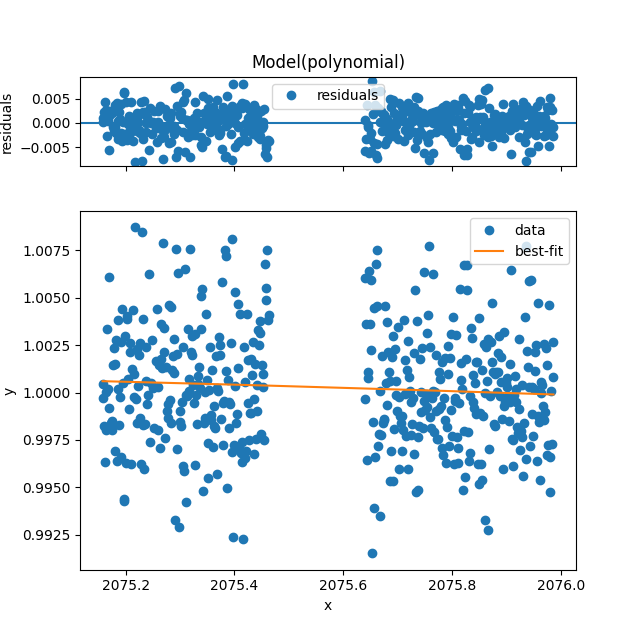 Model(polynomial)
residuals
0.005
0.000
−0.005
residuals
data
best-fit
y
1.0075
1.0050
1.0025
1.0000
0.9975
0.9950
0.9925
2075.2 2075.4 2075.6 2075.8 2076.0
x